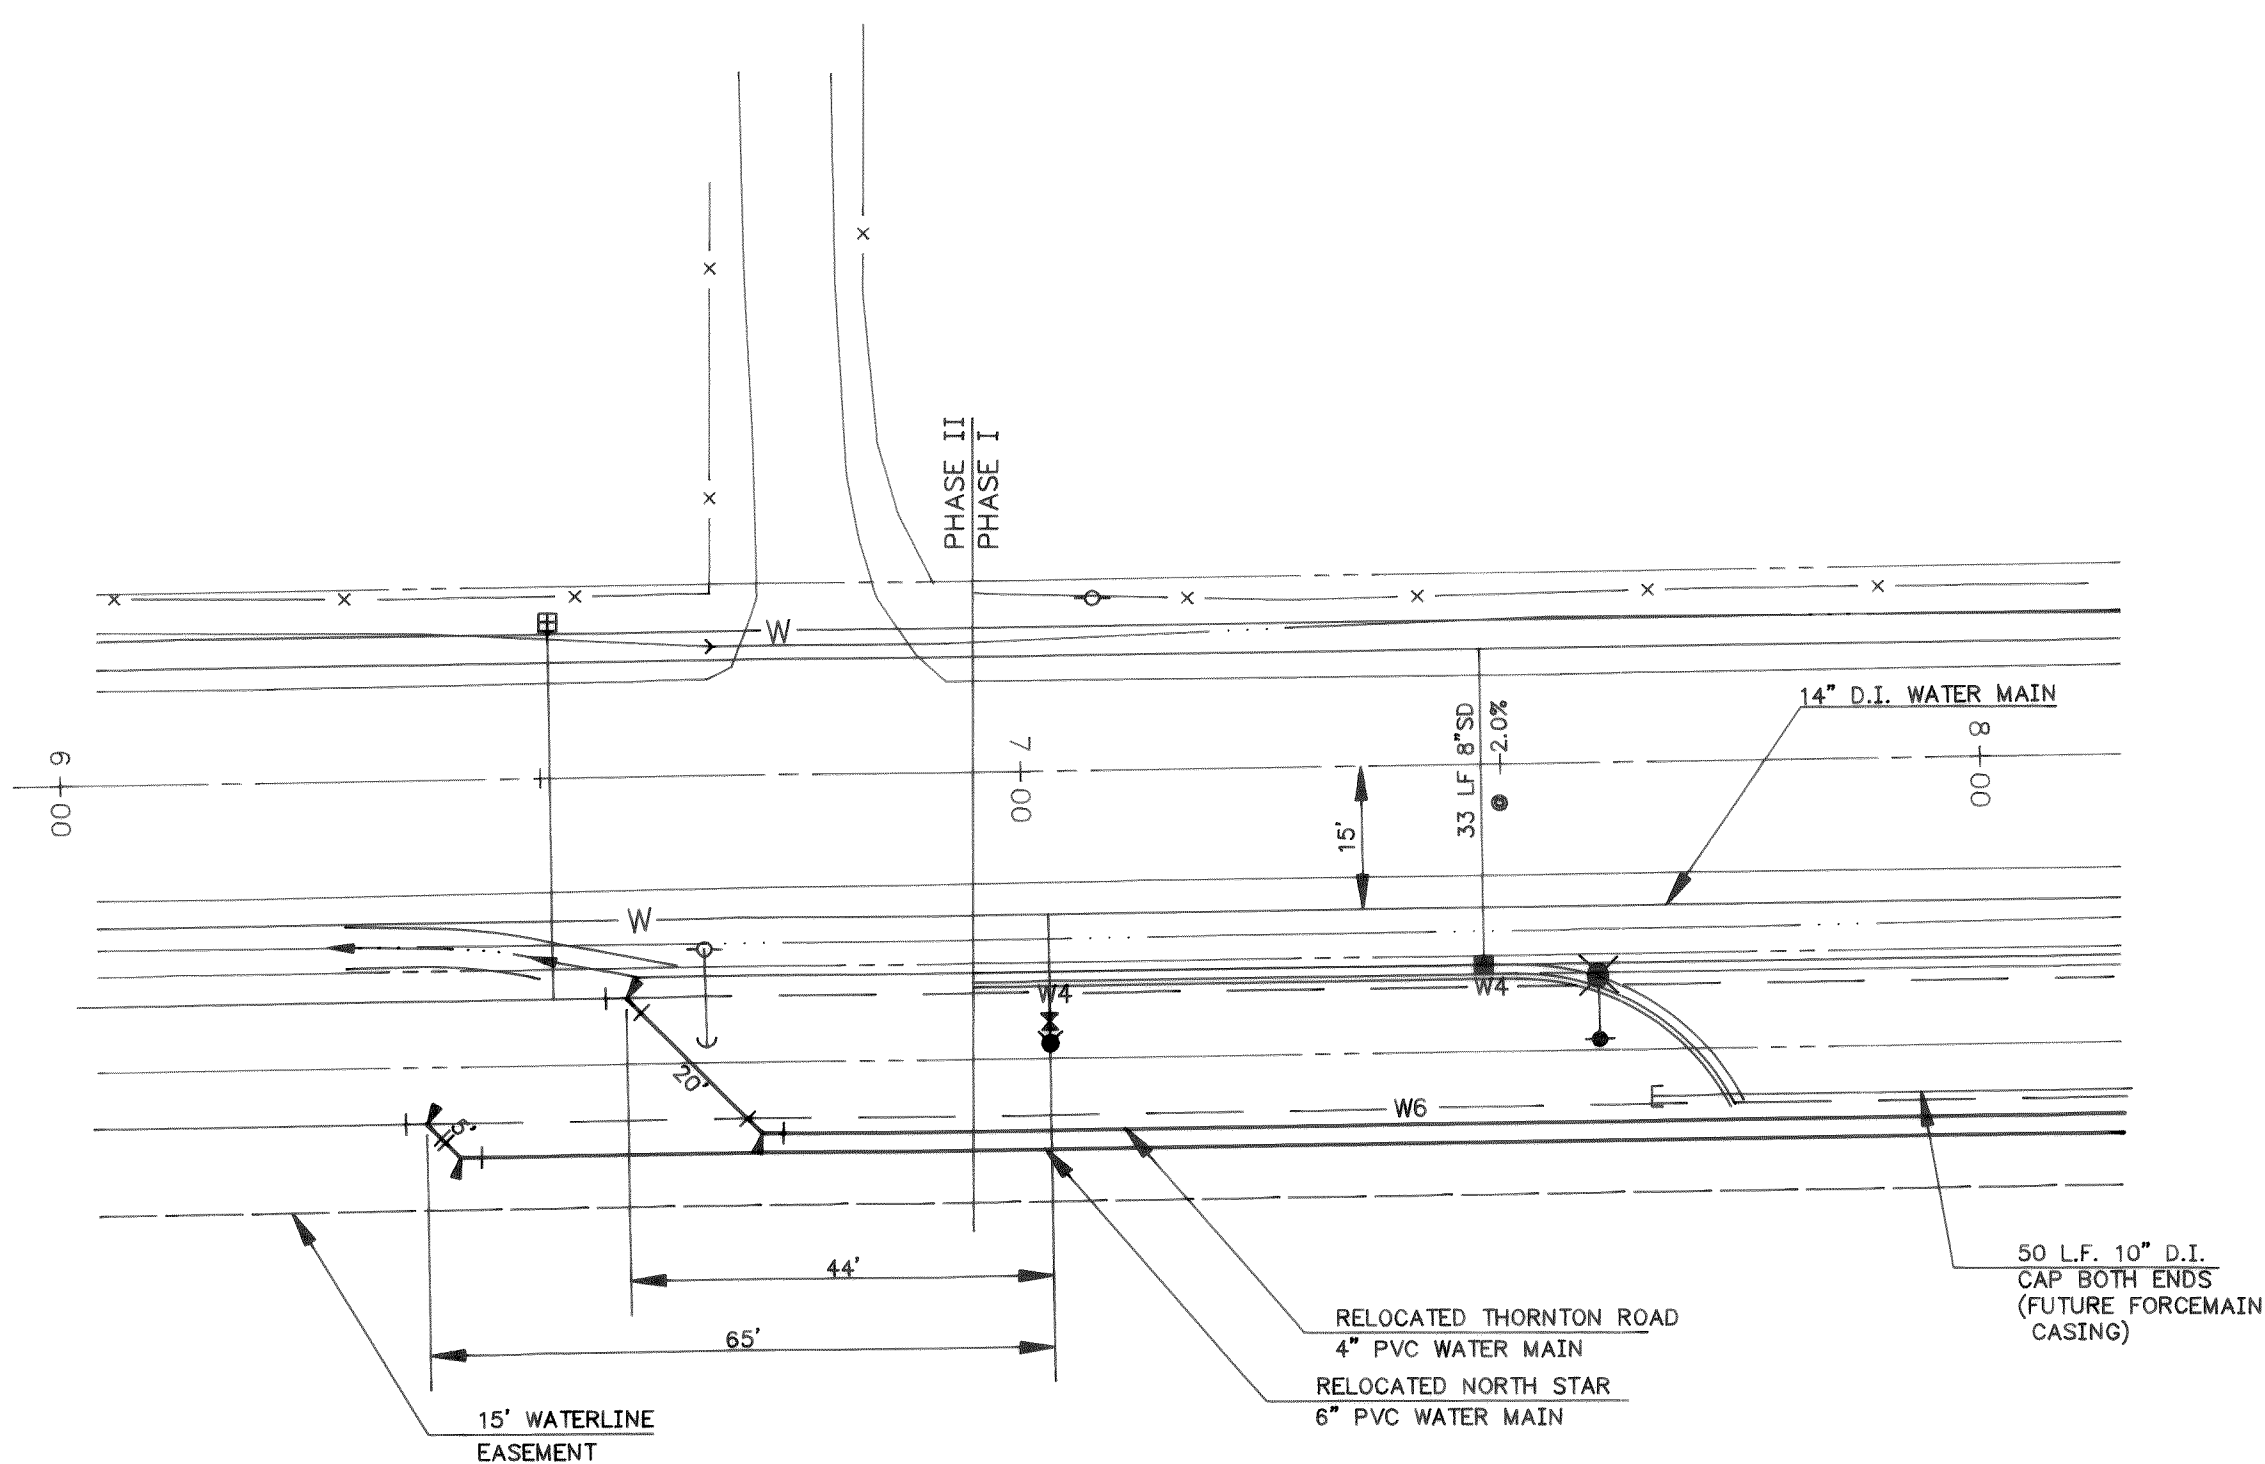 PHASE II
PHASE I
W
14” D.I. WATER MAIN
6
00
7
00
8
00
33 LF 8”SD
@ 2.0%
15'
W
W4
W4
20'
5'
W6
44'
65'
50 L.F. 10” D.I.
CAP BOTH ENDS
(FUTURE FORCEMAIN
CASING)
RELOCATED THORNTON ROAD
4” PVC WATER MAIN
RELOCATED NORTH STAR
6” PVC WATER MAIN
15' WATERLINE
EASEMENT